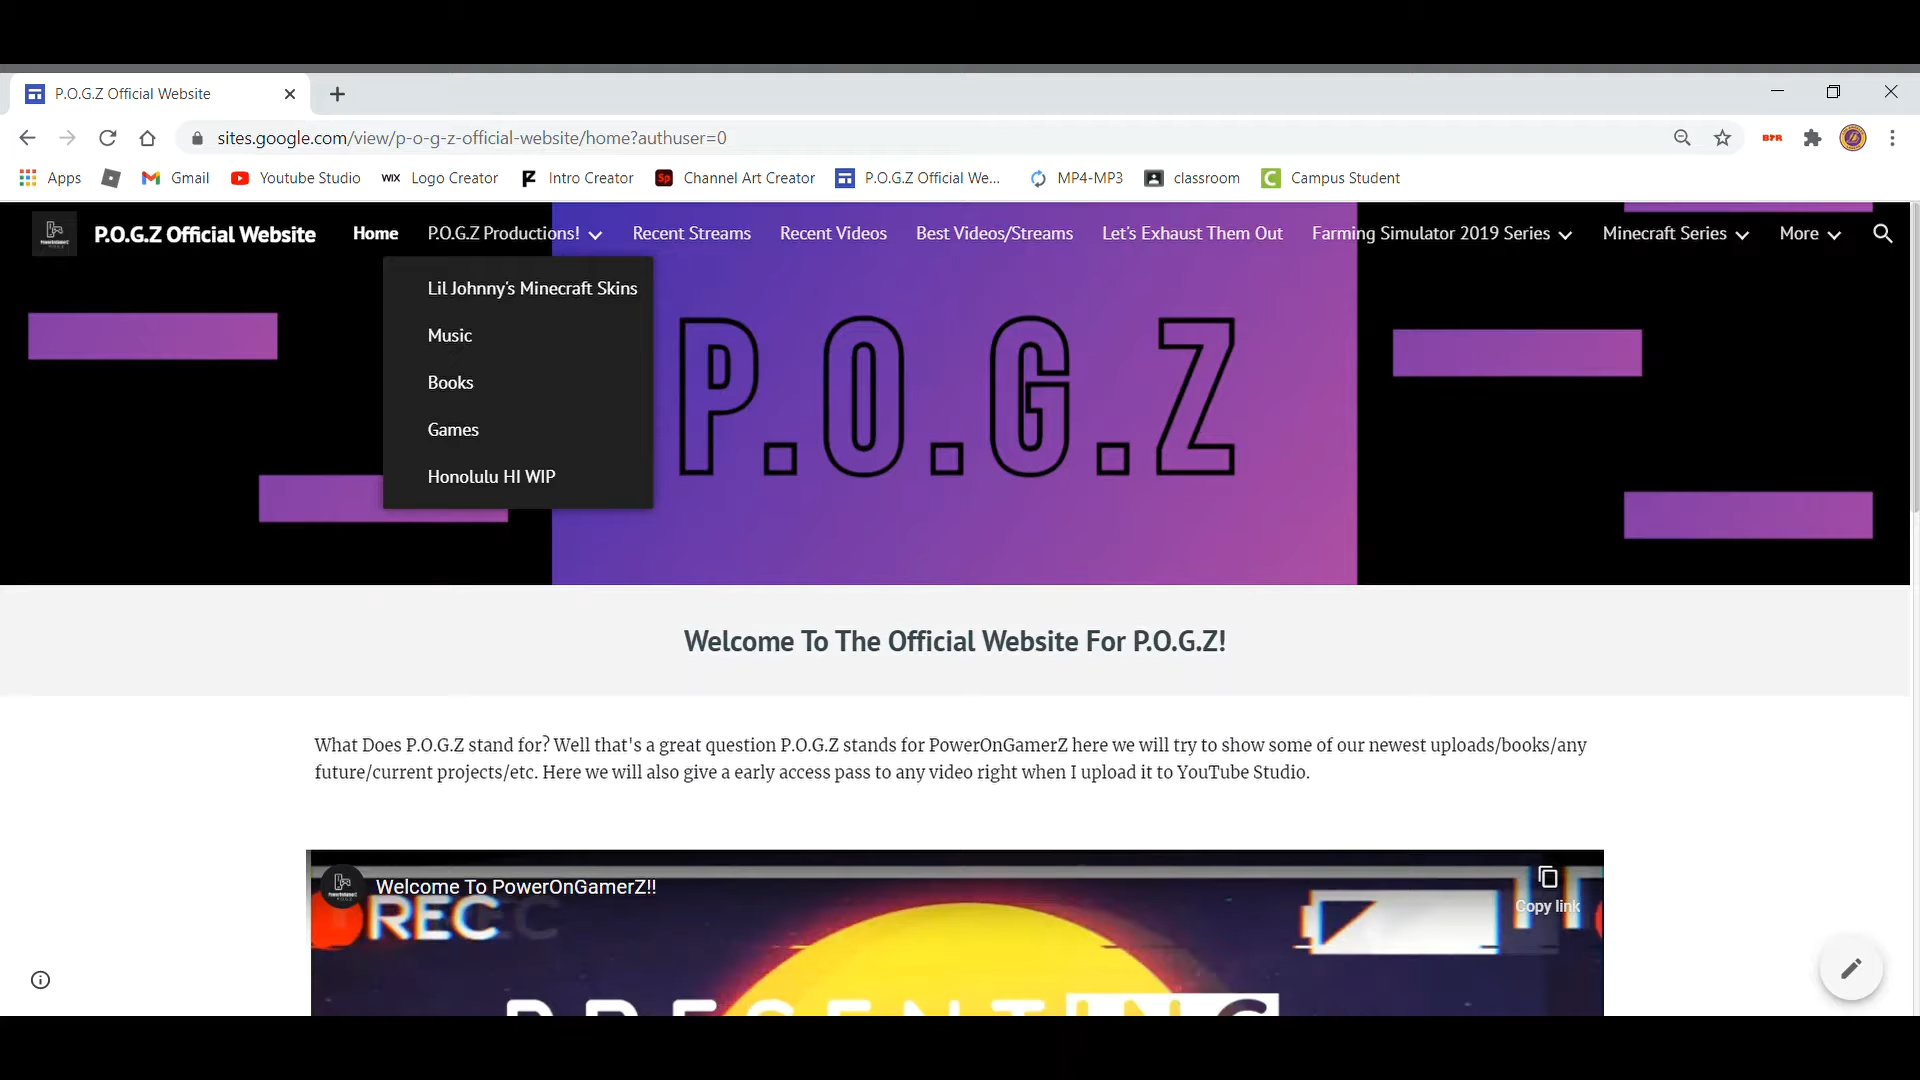 P.O.G.Z Official Website
sites.google.com/view/p-o-g-z-official-website/home?authuser=0
BTR
Apps Gmail Youtube Studio WIX Logo Creator Intro Creator Sp Channel Art Creator P.O.G.Z Official We... MP4-MP3 classroom Campus Student
P.O.G.Z Official Website Home P.O.G.Z Productions! Recent Streams Recent Videos Best Videos/Streams Let's Exhaust Them Out Farming Simulator 2019 Series Minecraft Series More
Lil Johnny's Minecraft Skins
Music
Books
Games
Honolulu HI WIP
P.O.G.Z
Welcome To The Official Website For P.O.G.Z!
What Does P.O.G.Z stand for? Well that's a great question P.O.G.Z stands for PowerOnGamerZ here we will try to show some of our newest uploads/books/any
future/current projects/etc. Here we will also give a early access pass to any video right when I upload it to YouTube Studio.
Welcome To PowerOnGamerZ!!
Copy link
REC
PRESENTING